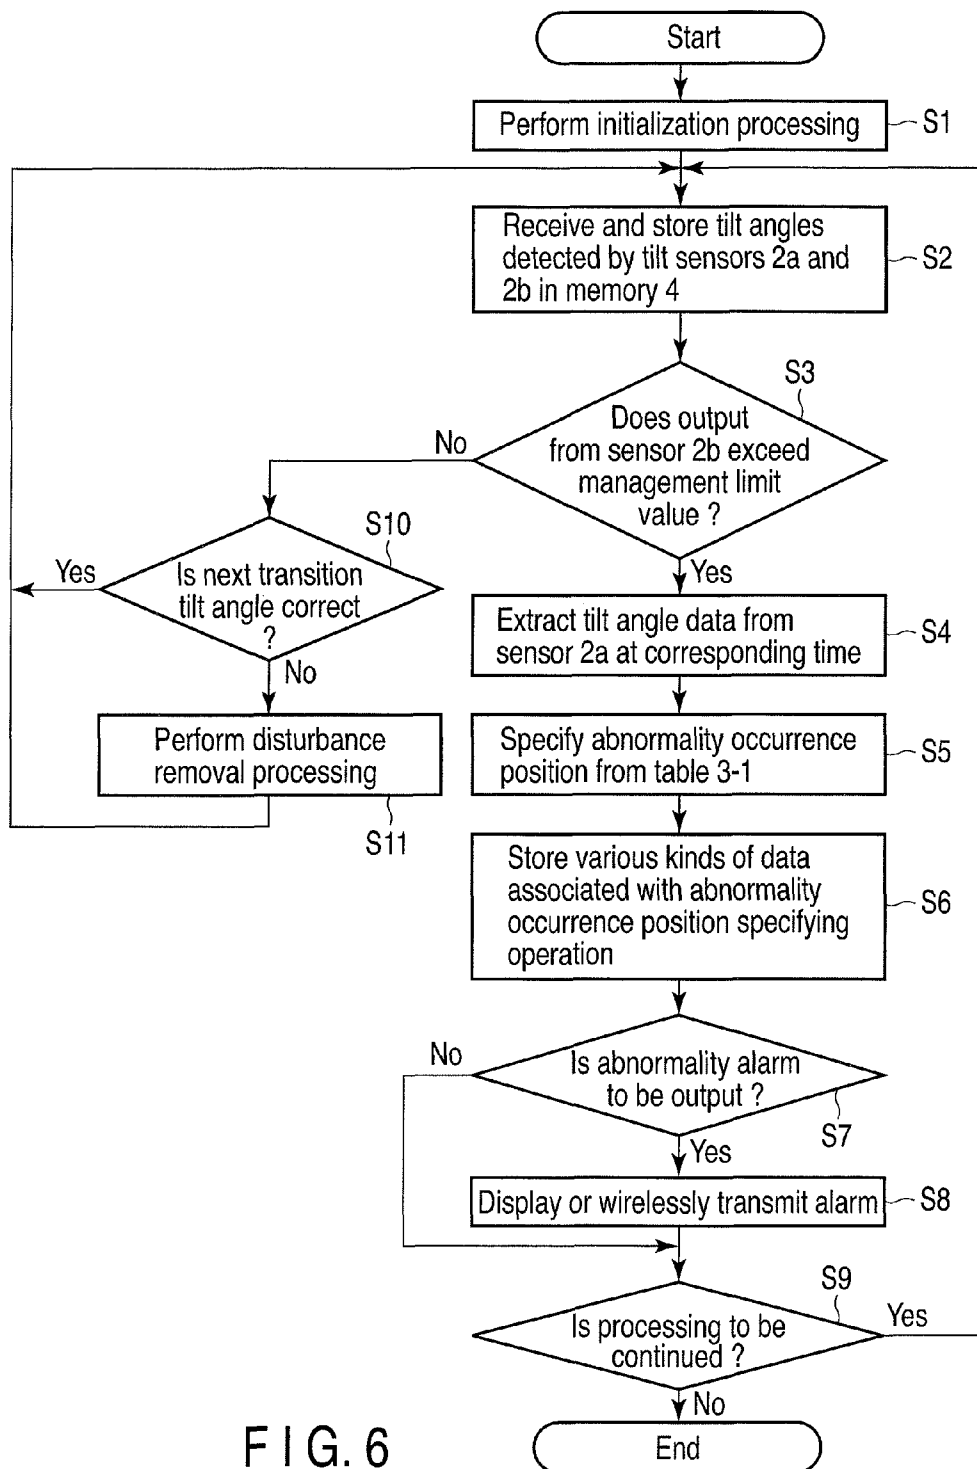 Start
Perform initialization processing
S1
Receive and store tilt angles
detected by tilt sensors 2a and
2b in memory 4
S2
S3
Does output
from sensor 2b exceed
management limit
value ?
No
Yes
S10
Is next transition
tilt angle correct
?
Yes
No
Extract tilt angle data from
sensor 2a at corresponding time
S4
Perform disturbance
removal processing
S11
Specify abnormality occurrence
position from table 3-1
S5
Store various kinds of data
associated with abnormality
occurrence position specifying
operation
S6
No
Is abnormality alarm
to be output ?
S7
Yes
Display or wirelessly transmit alarm
S8
S9
Is processing to be
continued ?
Yes
No
End
FIG. 6